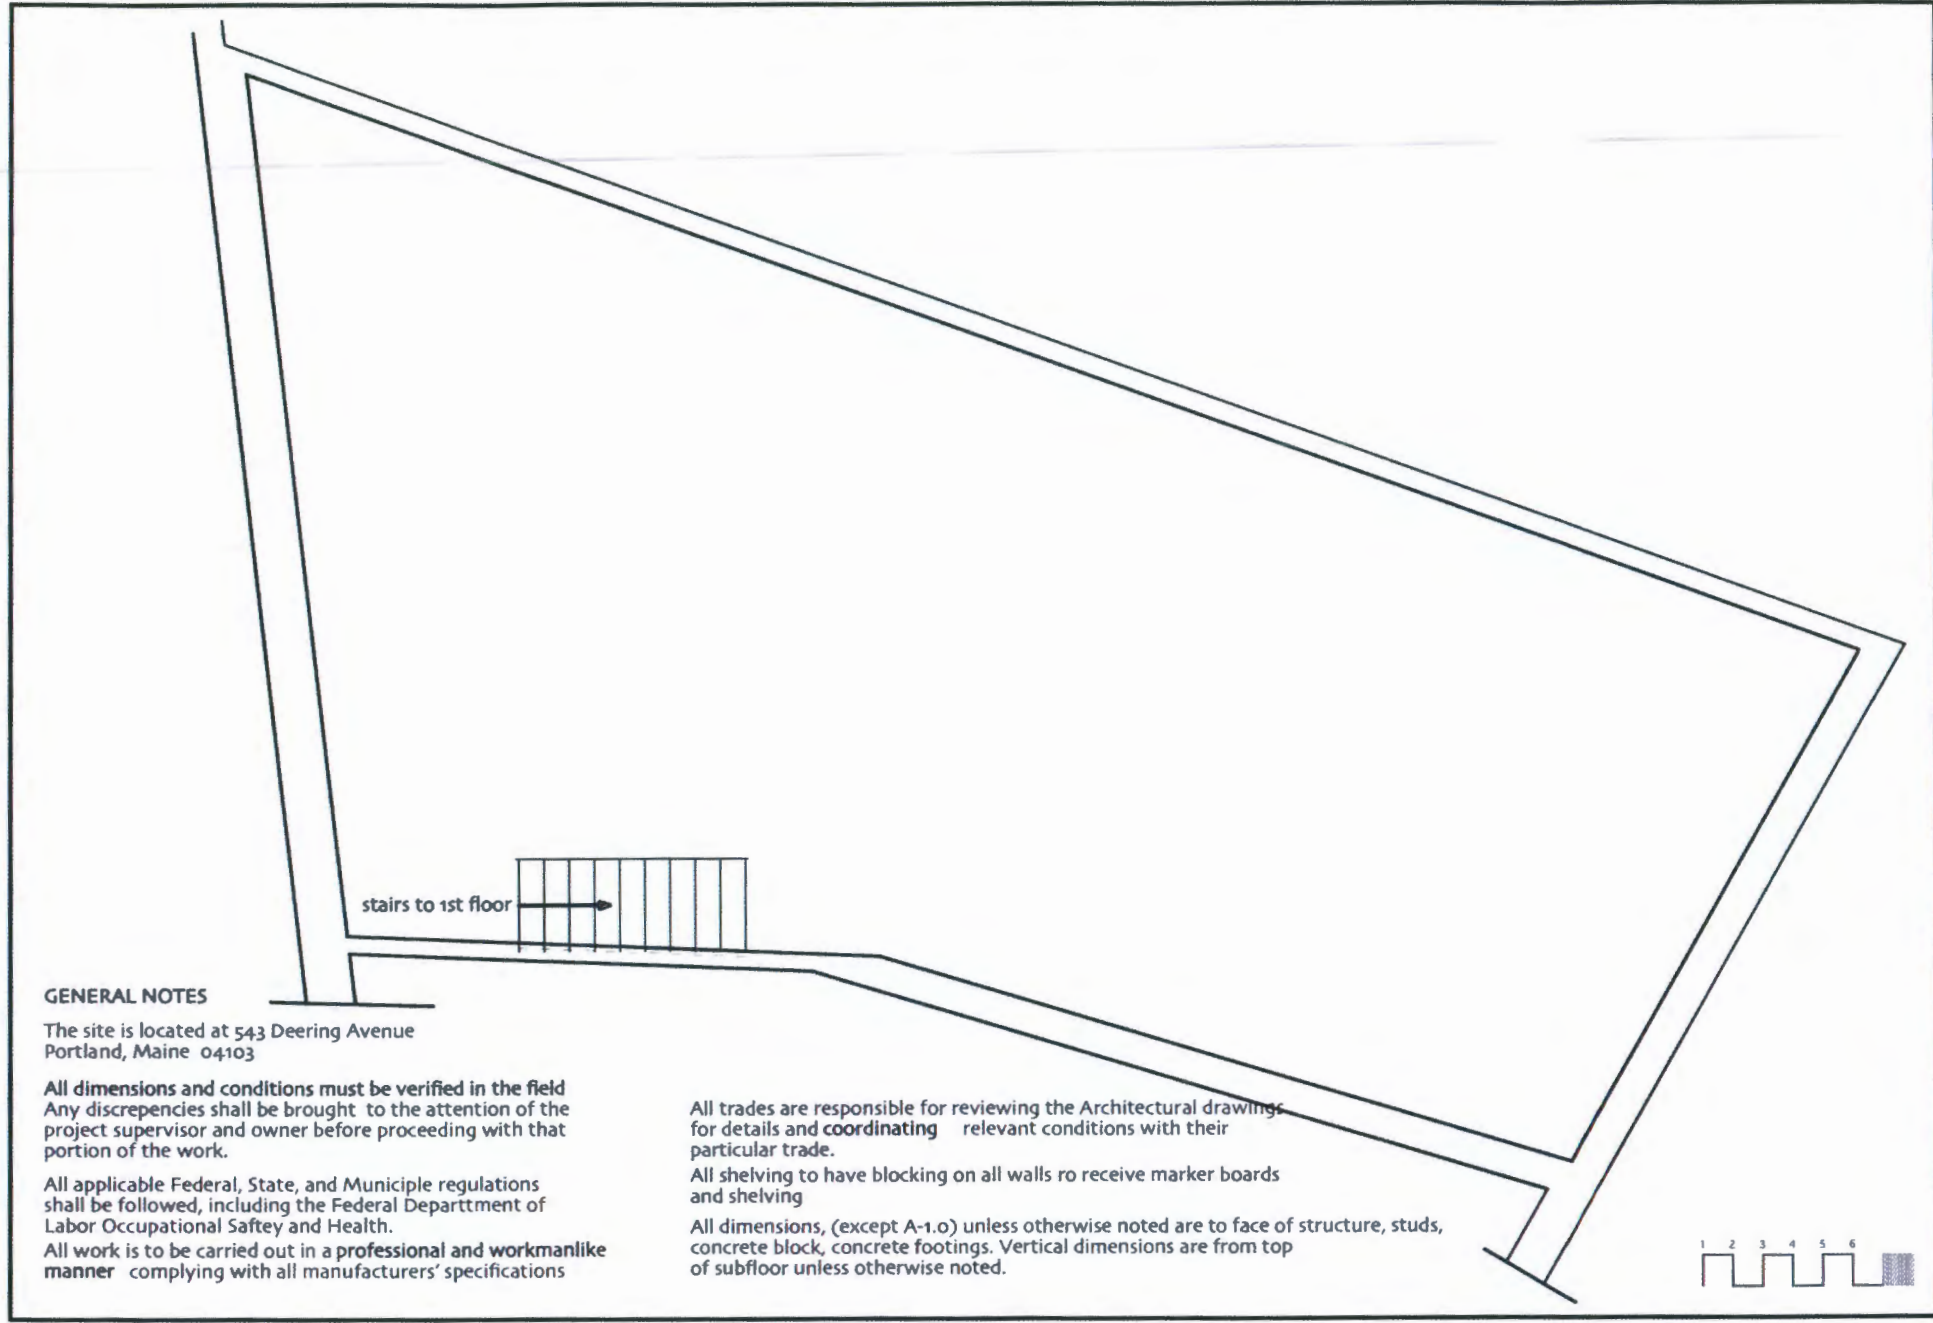 stairs to 1st floor
GENERAL NOTES
The site is located at 543 Deering Avenue
Portland, Maine 04103
All dimensions and conditions must be verified in the field
Any discrepencies shall be brought to the attention of the
project supervisor and owner before proceeding with that
portion of the work.
All applicable Federal, State, and Municiple regulations
shall be followed, including the Federal Departtment of
Labor Occupational Saftey and Health.
All work is to be carried out in a professional and workmanlike
manner complying with all manufacturers' specifications
All trades are responsible for reviewing the Architectural drawings
for details and coordinating relevant conditions with their
particular trade.
All shelving to have blocking on all walls ro receive marker boards
and shelving
All dimensions, (except A-1.0) unless otherwise noted are to face of structure, studs,
concrete block, concrete footings. Vertical dimensions are from top
of subfloor unless otherwise noted.
1 2 3 4 5 6